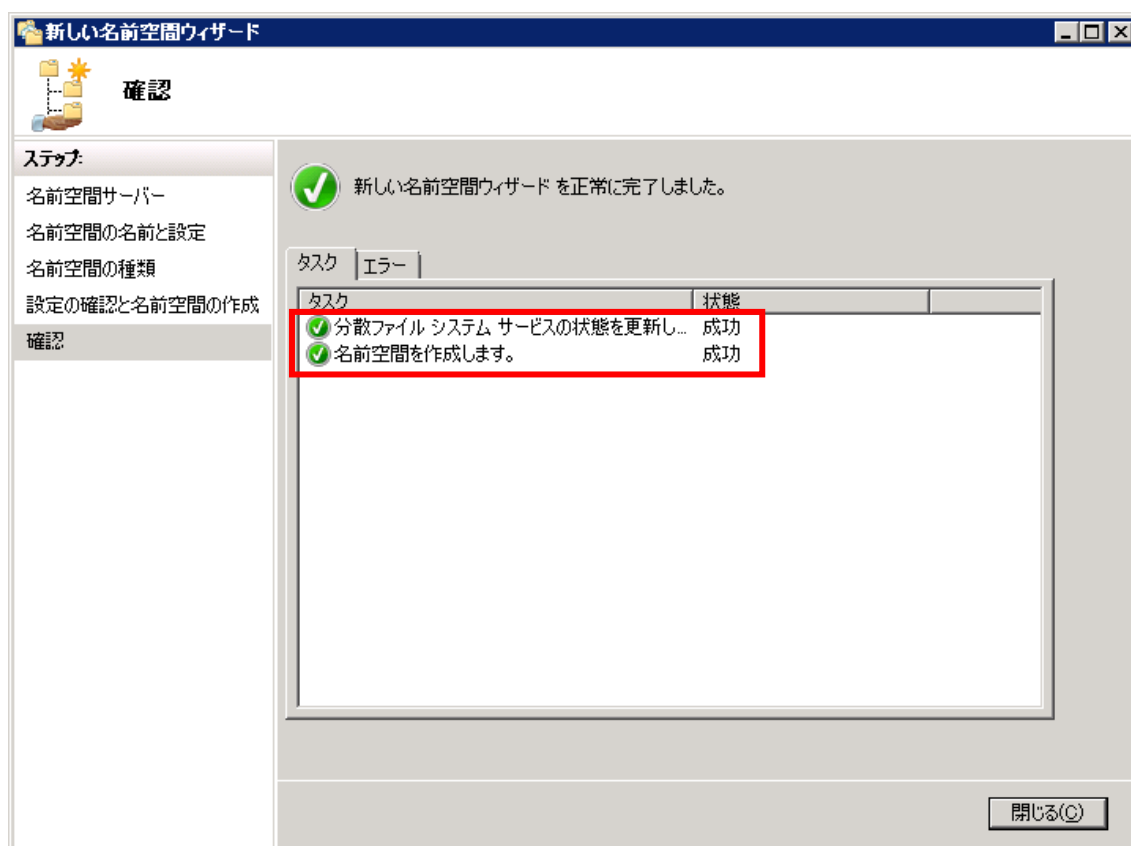 新しい名前空間ウィザード
確認
ステップ:
名前空間サーバー
名前空間の名前と設定
名前空間の種類
設定の確認と名前空間の作成
確認
新しい名前空間ウィザード を正常に完了しました。
タスク エラー
タスク 状態
分散ファイル システム サービスの状態を更新し... 成功
名前空間を作成します。 成功
閉じる(C)